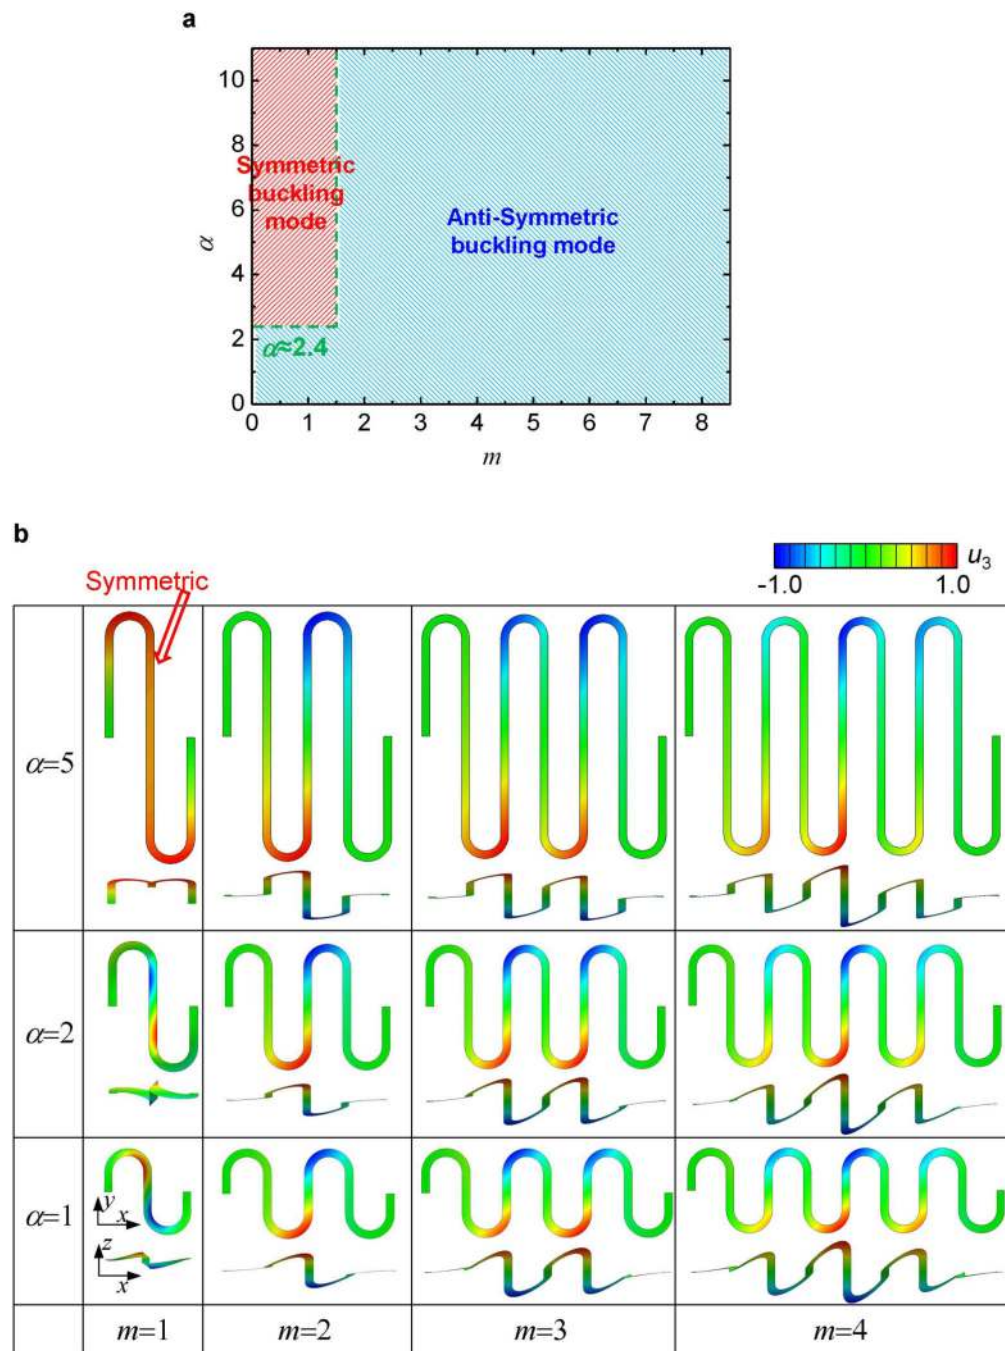 a
10
8
6
4
2
0
α
Symmetric
buckling
mode
Anti-Symmetric
buckling mode
α≈2.4
0 1 2 3 4 5 6 7 8
m
b
u3
-1.0 1.0
Symmetric
α=5
α=2
α=1
y
x
z
x
m=1 m=2 m=3 m=4